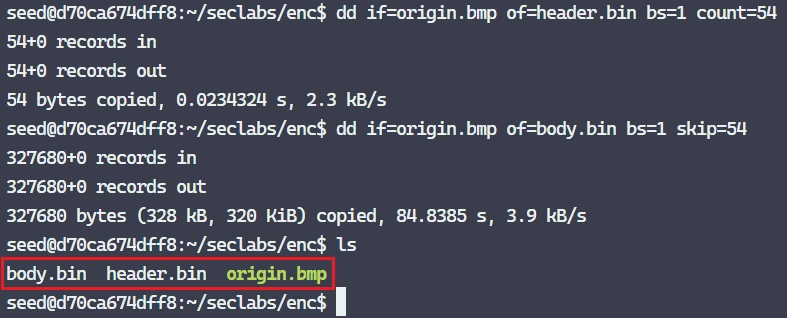 seed@d70ca674dff8:~/seclabs/enc$ dd if=origin.bmp of=header.bin bs=1 count=54
54+0 records in
54+0 records out
54 bytes copied, 0.0234324 s, 2.3 kB/s
seed@d70ca674dff8:~/seclabs/enc$ dd if=origin.bmp of=body.bin bs=1 skip=54
327680+0 records in
327680+0 records out
327680 bytes (328 kB, 320 KiB) copied, 84.8385 s, 3.9 kB/s
seed@d70ca674dff8:~/seclabs/enc$ ls
body.bin  header.bin  origin.bmp
seed@d70ca674dff8:~/seclabs/enc$